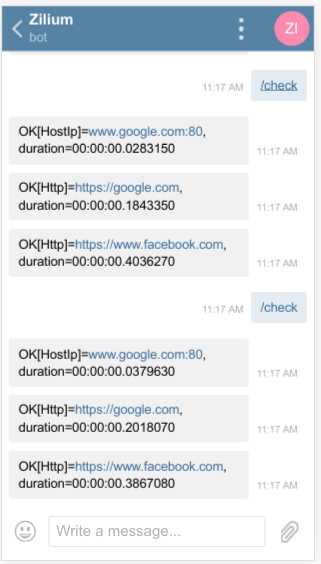 Zilium
bot
ZI
11:17 AM
/check
OK[HostIp]=www.google.com:80,
duration=00:00:00.0283150
11:17 AM
OK[Http]=https://google.com,
duration=00:00:00.1843350
11:17 AM
OK[Http]=https://www.facebook.com,
duration=00:00:00.4036270
11:17 AM
11:17 AM
/check
OK[HostIp]=www.google.com:80,
duration=00:00:00.0379630
11:17 AM
OK[Http]=https://google.com,
duration=00:00:00.2018070
11:17 AM
OK[Http]=https://www.facebook.com,
duration=00:00:00.3867080
11:17 AM
Write a message...